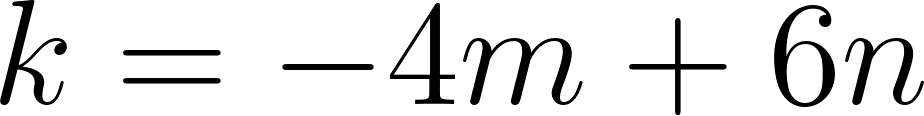 k = −4m + 6n